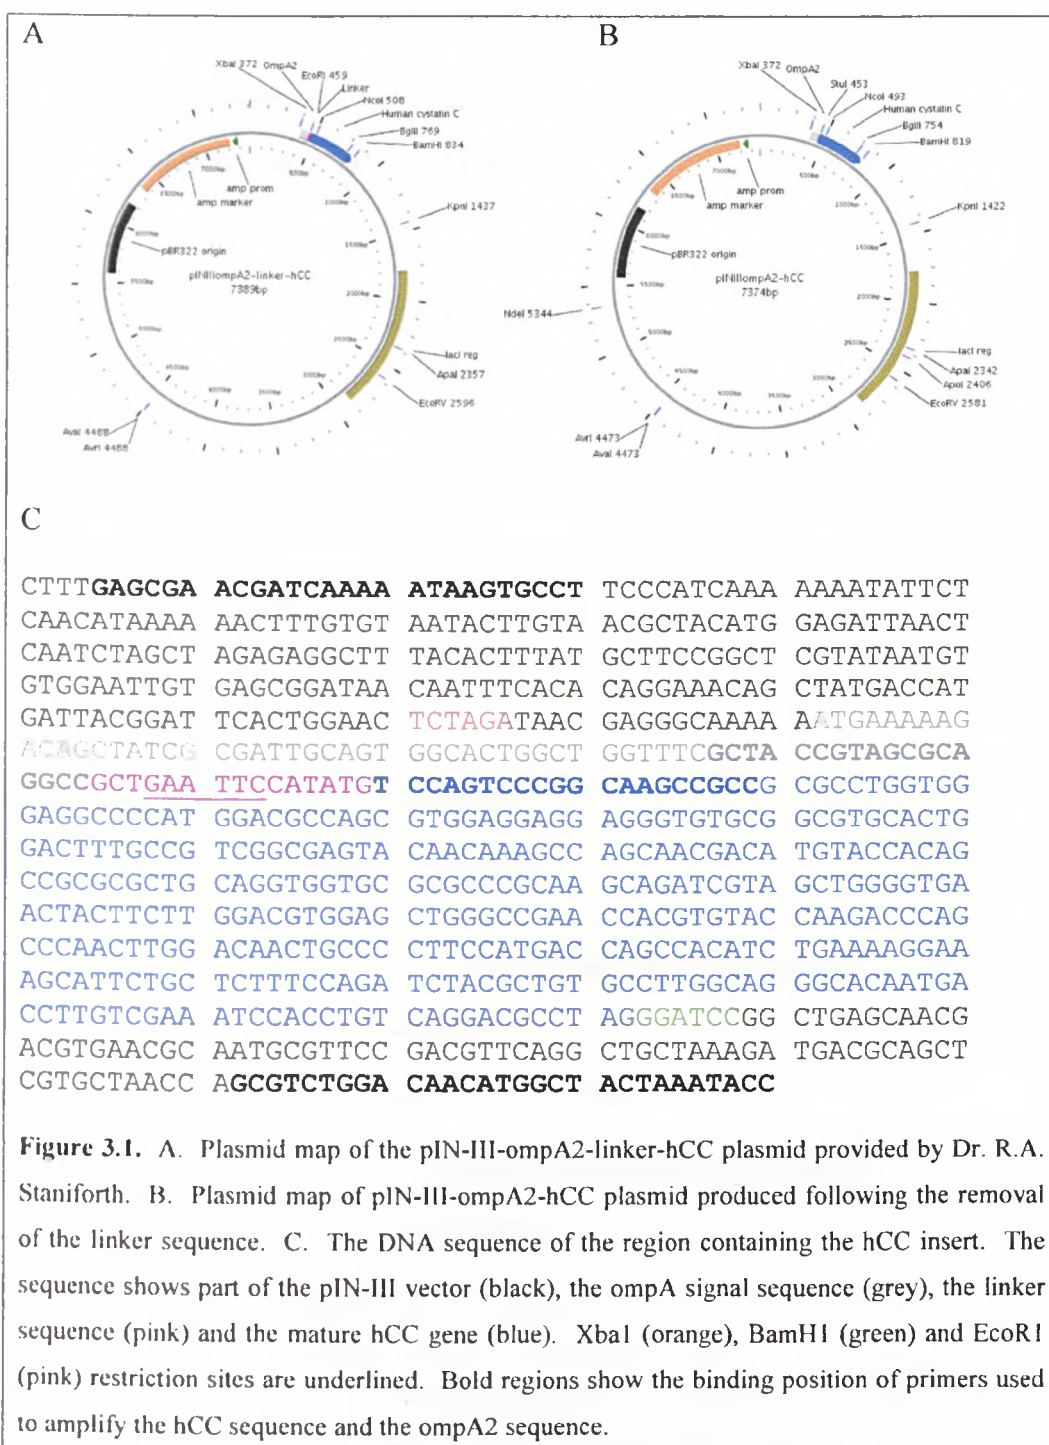 A
B
XbaI 372
OmpA2
EcoRI 459
Linker
NcoI 508
Human cystatin C
BglII 769
BamHI 834
KpnI 1437
lacI reg
ApaI 2357
EcoRV 2596
AvaI 4488
AvrI 4488
amp prom
amp marker
pBR322 origin
pINIIIompA2-linker-hCC
7389bp
XbaI 372
OmpA2
StuI 453
NcoI 493
Human cystatin C
BglII 754
BamHI 819
KpnI 1422
lacI reg
ApaI 2342
ApoI 2406
EcoRV 2581
AvrI 4473
AvaI 4473
NdeI 5344
amp prom
amp marker
pBR322 origin
pINIIIompA2-hCC
7374bp
C
CTTTGAGCGA ACGATCAAAA ATAAGTGCCT TCCCATCAAA AAAATATTCT
CAACATAAAA AACTTTGTGT AATACTTGTA ACGCTACATG GAGATTAACT
CAATCTAGCT AGAGAGGCTT TACACTTTAT GCTTCCGGCT CGTATAATGT
GTGGAATTGT GAGCGGATAA CAATTTCACA CAGGAAACAG CTATGACCAT
GATTACGGAT TCACTGGAAC TCTAGATAAC GAGGGCAAAA AATGAAAAAG
ACAGCTATCG CGATTGCAGT GGCACTGGCT GGTTTCGCTA CCGTAGCGCA
GGCCGCTGAA TTCCATATGT CCAGTCCCGG CAAGCCGCCG CGCCTGGTGG
GAGGCCCCAT GGACGCCAGC GTGGAGGAGG AGGGTGTGCG GCGTGCACTG
GACTTTGCCG TCGGCGAGTA CAACAAAGCC AGCAACGACA TGTACCACAG
CCGCGCGCTG CAGGTGGTGC GCGCCCGCAA GCAGATCGTA GCTGGGGTGA
ACTACTTCTT GGACGTGGAG CTGGGCCGAA CCACGTGTAC CAAGACCCAG
CCCAACTTGG ACAACTGCCC CTTCCATGAC CAGCCACATC TGAAAAGGAA
AGCATTCTGC TCTTTCCAGA TCTACGCTGT GCCTTGGCAG GGCACAATGA
CCTTGTCGAA ATCCACCTGT CAGGACGCCT AGGGATCCGG CTGAGCAACG
ACGTGAACGC AATGCGTTCC GACGTTCAGG CTGCTAAAGA TGACGCAGCT
CGTGCTAACC AGCGTCTGGA CAACATGGCT ACTAAATACC
Figure 3.1. A. Plasmid map of the pIN-III-ompA2-linker-hCC plasmid provided by Dr. R.A.
Staniforth. B. Plasmid map of pIN-III-ompA2-hCC plasmid produced following the removal
of the linker sequence. C. The DNA sequence of the region containing the hCC insert. The
sequence shows part of the pIN-III vector (black), the ompA signal sequence (grey), the linker
sequence (pink) and the mature hCC gene (blue). Xba1 (orange), BamH1 (green) and EcoR1
(pink) restriction sites are underlined. Bold regions show the binding position of primers used
to amplify the hCC sequence and the ompA2 sequence.